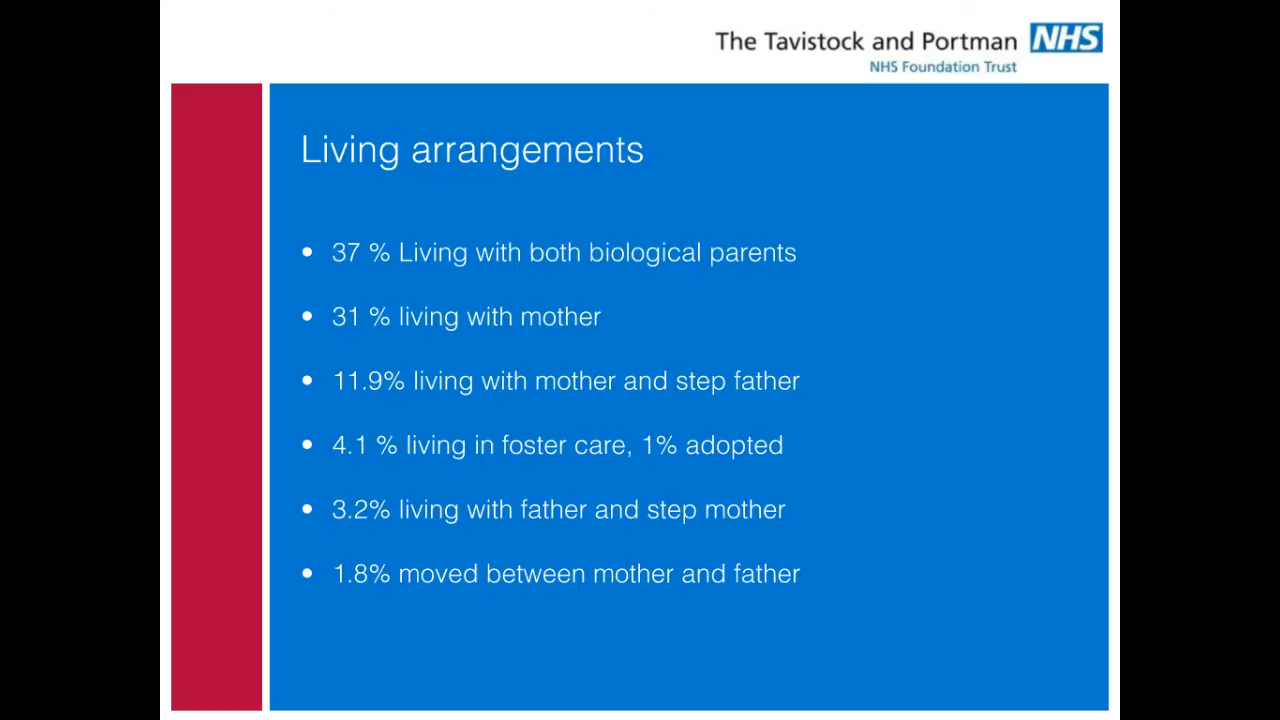 The Tavistock and Portman NHS
NHS Foundation Trust
Living arrangements
• 37 % Living with both biological parents
• 31 % living with mother
• 11.9% living with mother and step father
• 4.1 % living in foster care, 1% adopted
• 3.2% living with father and step mother
• 1.8% moved between mother and father